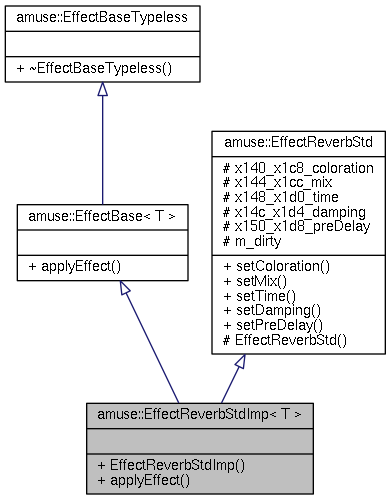 amuse::EffectBaseTypeless
+ ~EffectBaseTypeless()
amuse::EffectBase< T >
+ applyEffect()
amuse::EffectReverbStd
# x140_x1c8_coloration
# x144_x1cc_mix
# x148_x1d0_time
# x14c_x1d4_damping
# x150_x1d8_preDelay
# m_dirty
+ setColoration()
+ setMix()
+ setTime()
+ setDamping()
+ setPreDelay()
# EffectReverbStd()
amuse::EffectReverbStdImp< T >
+ EffectReverbStdImp()
+ applyEffect()